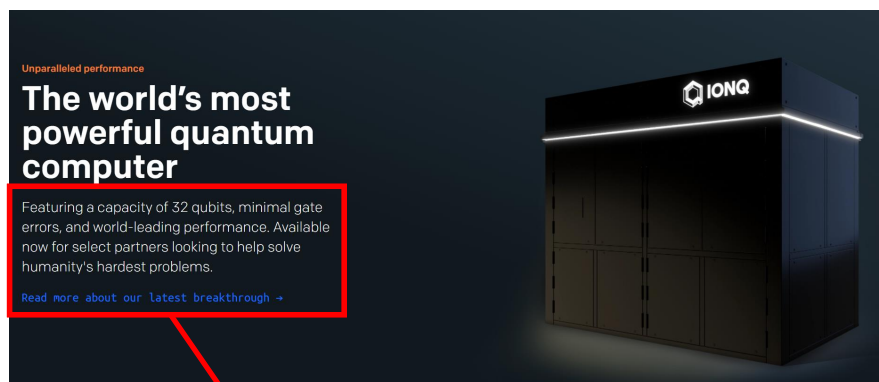 Unparalleled performance
The world's most
powerful quantum
computer
Featuring a capacity of 32 qubits, minimal gate
errors, and world-leading performance. Available
now for select partners looking to help solve
humanity's hardest problems.
Read more about our latest breakthrough →
IONQ